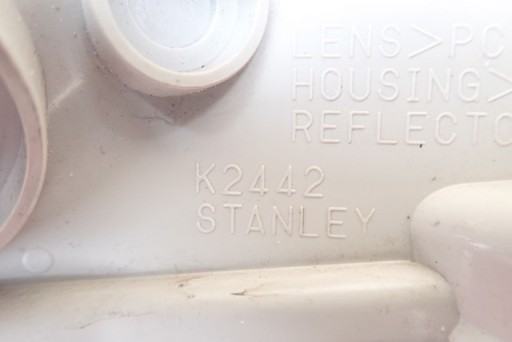 LENS>PC
HOUSING>
REFLECTO
K2442
STANLEY